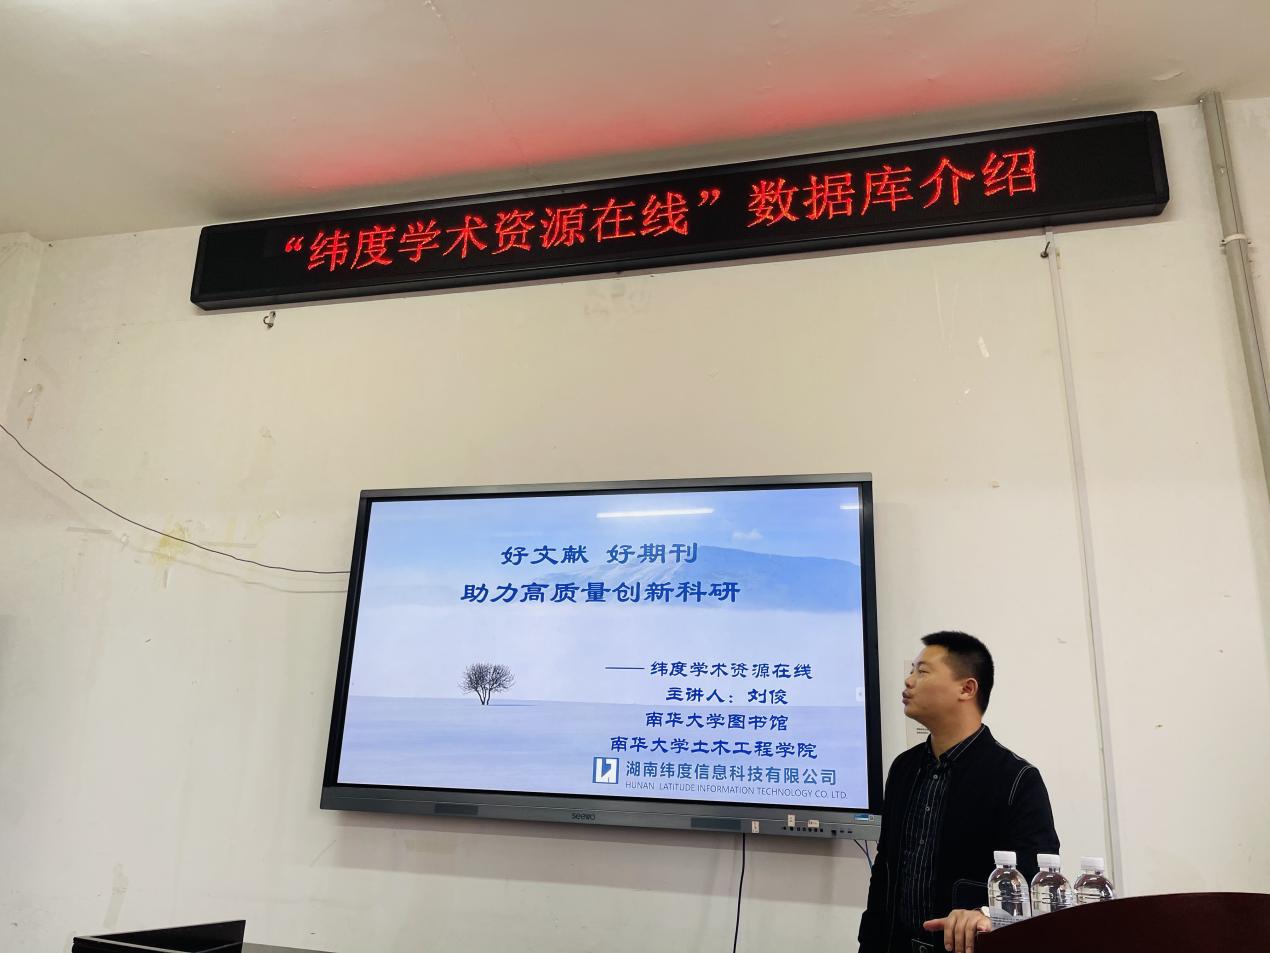 “纬度学术资源在线”数据库介绍
好文献 好期刊
助力高质量创新科研
——纬度学术资源在线
主讲人：刘俊
南华大学图书馆
南华大学土木工程学院
湖南纬度信息科技有限公司
HUNAN LATITUDE INFORMATION TECHNOLOGY CO. LTD.
seewo